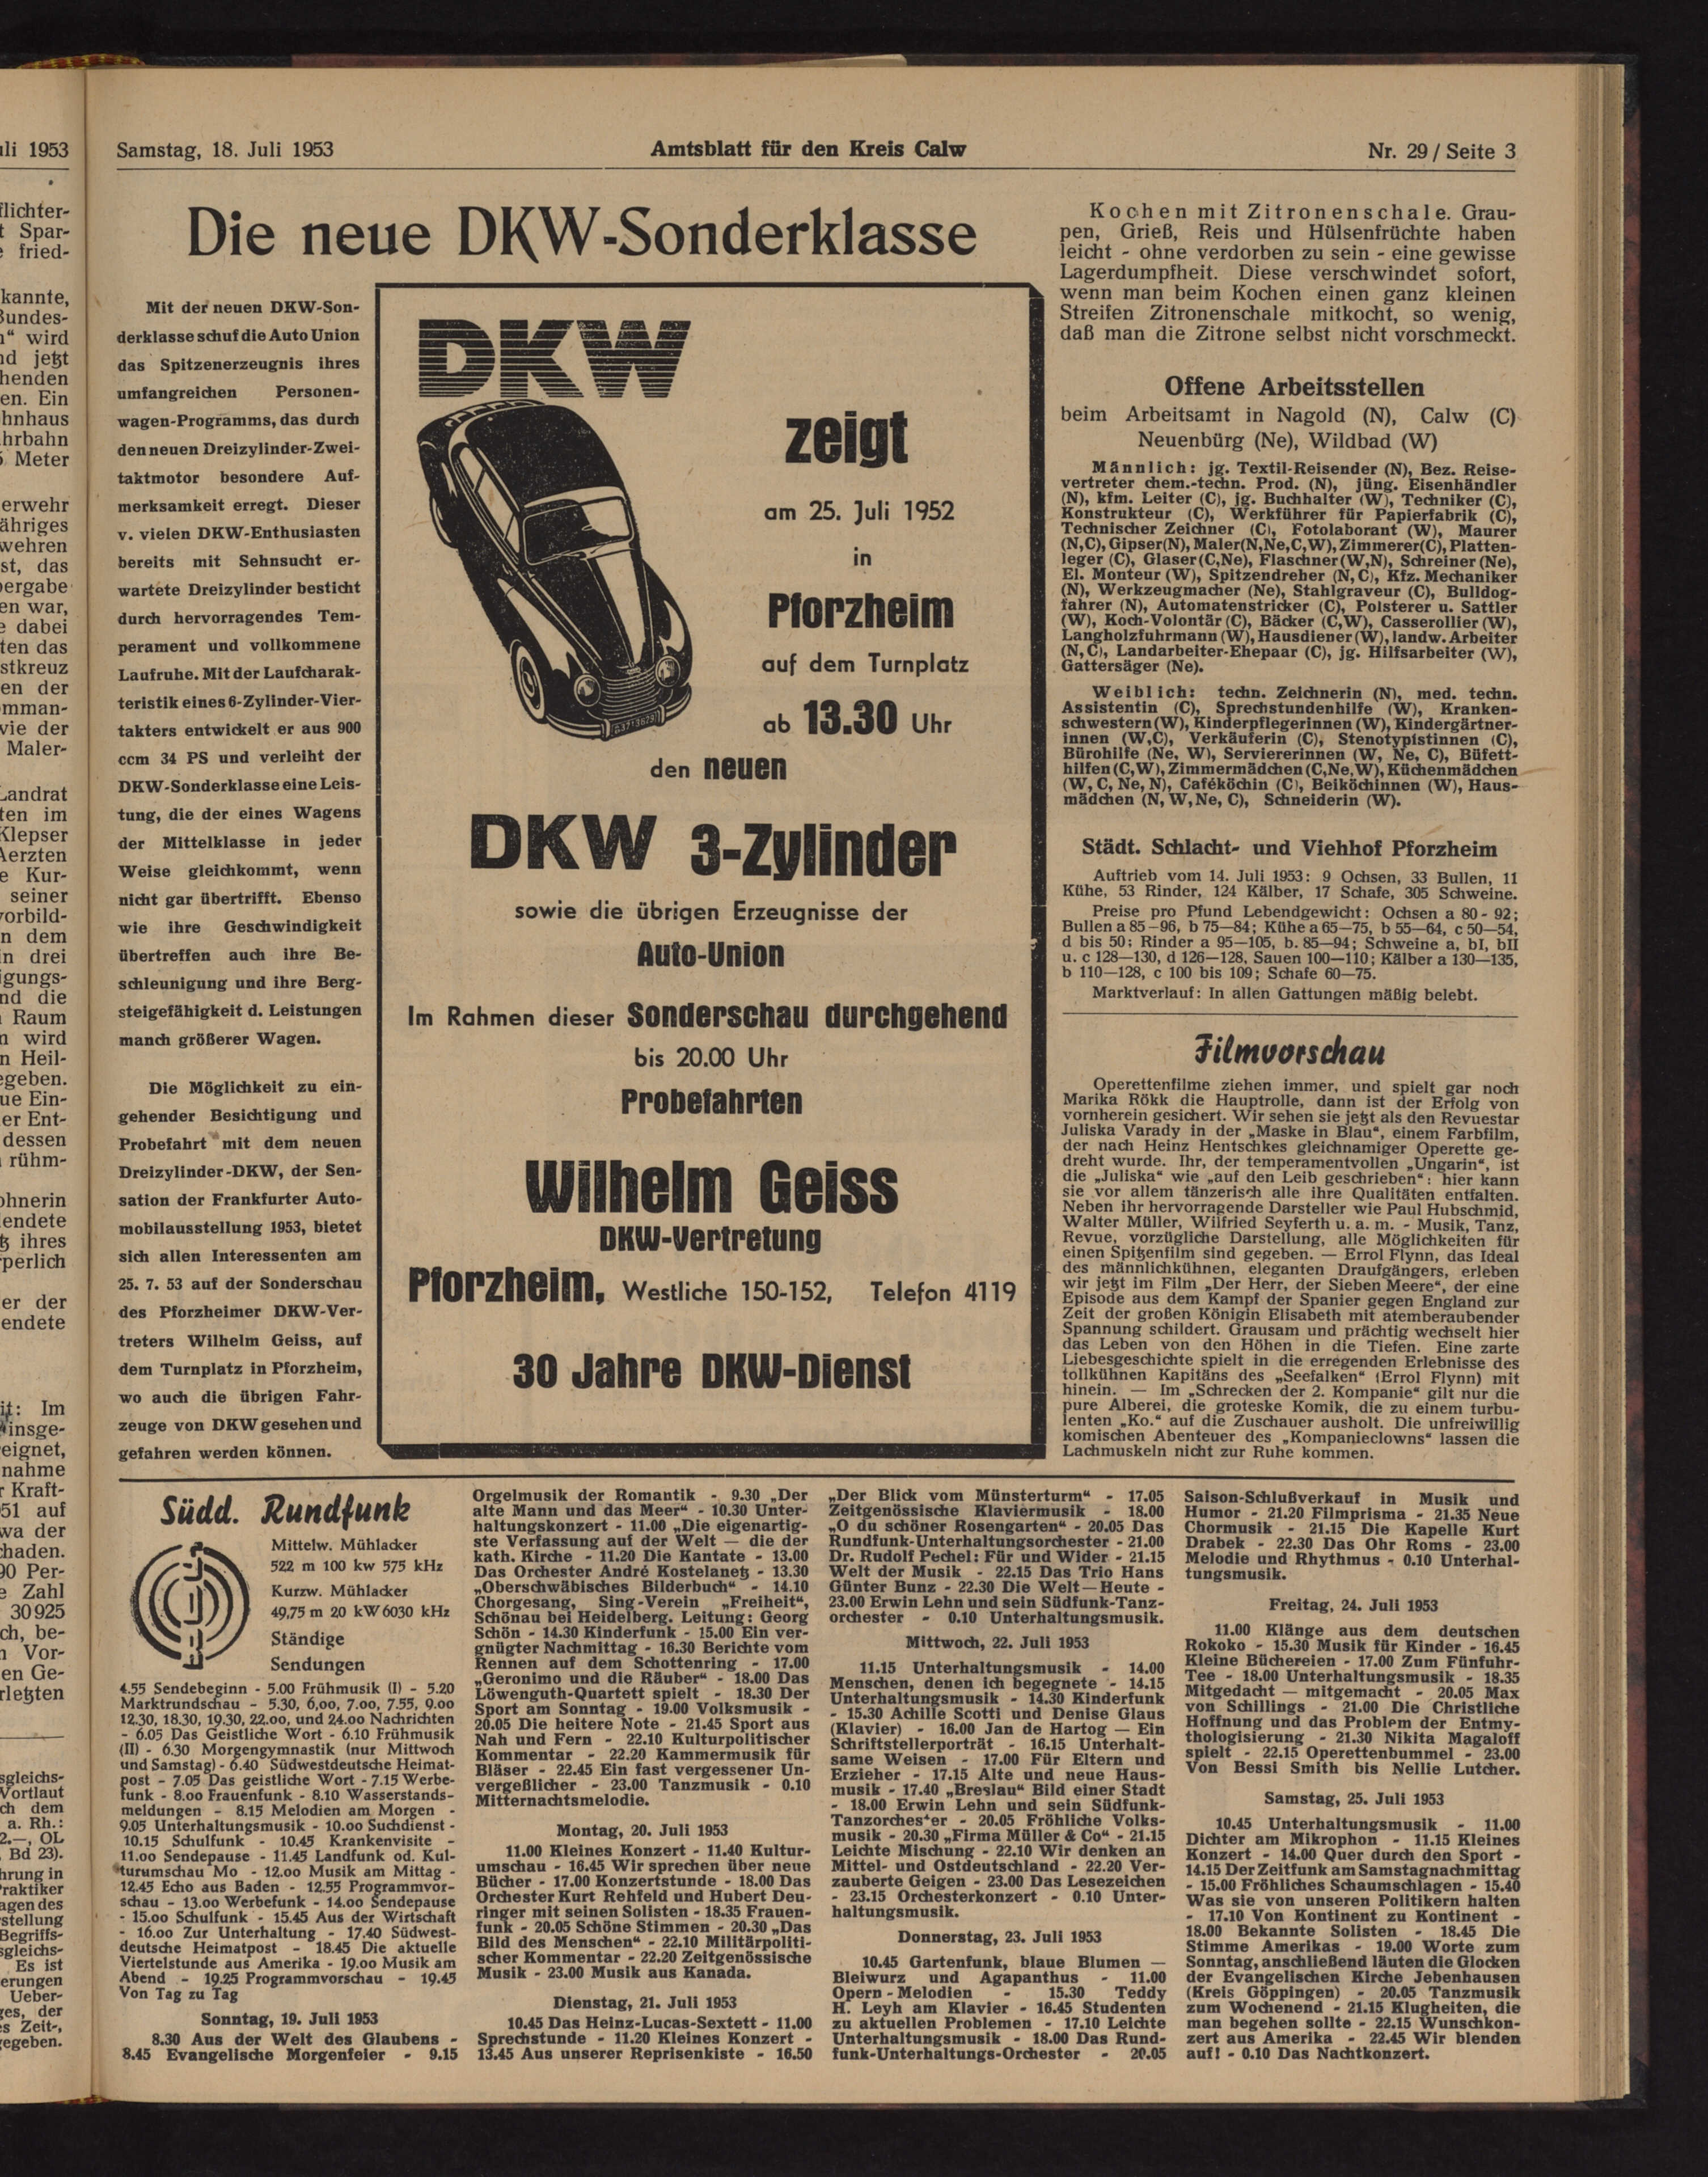 Samstag, 18. Juli 1953
Amtsblatt für den Kreis Calw
Nr. 29 / Seite 3
Die neue DKW-Sonderklasse
Mit der neuen DKW-Son-
derklasse schuf die Auto Union
das Spitzenerzeugnis ihres
umfangreichen Personen-
wagen-Programms, das durch
den neuen Dreizylinder-Zwei-
taktmotor besondere Auf-
merksamkeit erregt. Dieser
v. vielen DKW-Enthusiasten
bereits mit Sehnsucht er-
wartete Dreizylinder besticht
durch hervorragendes Tem-
perament und vollkommene
Laufruhe. Mit der Laufcharak-
teristik eines 6-Zylinder-Vier-
takters entwickelt er aus 900
ccm 34 PS und verleiht der
DKW-Sonderklasse eine Leis-
tung, die der eines Wagens
der Mittelklasse in jeder
Weise gleichkommt, wenn
nicht gar übertrifft. Ebenso
wie ihre Geschwindigkeit
übertreffen auch ihre Be-
schleunigung und ihre Berg-
steigefähigkeit d. Leistungen
manch größerer Wagen.
Die Möglichkeit zu ein-
gehender Besichtigung und
Probefahrt mit dem neuen
Dreizylinder-DKW, der Sen-
sation der Frankfurter Auto-
mobilausstellung 1953, bietet
sich allen Interessenten am
25. 7. 53 auf der Sonderschau
des Pforzheimer DKW-Ver-
treters Wilhelm Geiss, auf
dem Turnplatz in Pforzheim,
wo auch die übrigen Fahr-
zeuge von DKW gesehen und
gefahren werden können.
DKW
zeigt
am 25. Juli 1952
in
Pforzheim
auf dem Turnplatz
ab 13.30 Uhr
den neuen
DKW 3-Zylinder
sowie die übrigen Erzeugnisse der
Auto-Union
Im Rahmen dieser Sonderschau durchgehend
bis 20.00 Uhr
Probefahrten
Wilhelm Geiss
DKW-Vertretung
Pforzheim, Westliche 150-152, Telefon 4119
30 Jahre DKW-Dienst
Kochen mit Zitronenschale. Grau-
pen, Grieß, Reis und Hülsenfrüchte haben
leicht - ohne verdorben zu sein - eine gewisse
Lagerdumpfheit. Diese verschwindet sofort,
wenn man beim Kochen einen ganz kleinen
Streifen Zitronenschale mitkocht, so wenig,
daß man die Zitrone selbst nicht vorschmeckt.
Offene Arbeitsstellen
beim Arbeitsamt in Nagold (N), Calw (C)
Neuenbürg (Ne), Wildbad (W)
Männlich: jg. Textil-Reisender (N), Bez. Reise-
vertreter chem.-techn. Prod. (N), jüng. Eisenhändler
(N), kfm. Leiter (C), jg. Buchhalter (W), Techniker (C),
Konstrukteur (C), Werkführer für Papierfabrik (C),
Technischer Zeichner (C), Fotolaborant (W), Maurer
(N,C), Gipser(N), Maler(N,Ne,C,W), Zimmerer(C), Platten-
leger (C), Glaser(C,Ne), Flaschner(W,N), Schreiner(Ne),
El. Monteur (W), Spitzendreher (N, C), Kfz. Mechaniker
(N), Werkzeugmacher (Ne), Stahlgraveur (C), Bulldog-
fahrer (N), Automatenstricker (C), Polsterer u. Sattler
(W), Koch-Volontär (C), Bäcker (C,W), Casserollier (W),
Langholzfuhrmann (W), Hausdiener (W), landw. Arbeiter
(N,C), Landarbeiter-Ehepaar (C), jg. Hilfsarbeiter (W),
Gattersäger (Ne).
Weiblich: techn. Zeichnerin (N), med. techn.
Assistentin (C), Sprechstundenhilfe (W), Kranken-
schwestern (W), Kinderpflegerinnen (W), Kindergärtner-
innen (W,C), Verkäuferin (C), Stenotypistinnen (C),
Bürohilfe (Ne, W), Serviererinnen (W, Ne, C), Büfett-
hilfen (C,W), Zimmermädchen (C,Ne,W), Küchenmädchen
(W, C, Ne, N), Caféköchin (C), Beiköchinnen (W), Haus-
mädchen (N, W, Ne, C), Schneiderin (W).
Städt. Schlacht- und Viehhof Pforzheim
Auftrieb vom 14. Juli 1953: 9 Ochsen, 33 Bullen, 11
Kühe, 53 Rinder, 124 Kälber, 17 Schafe, 305 Schweine.
Preise pro Pfund Lebendgewicht: Ochsen a 80 - 92;
Bullen a 85—96, b 75—84; Kühe a 65—75, b 55—64, c 50—54,
d bis 50; Rinder a 95—105, b. 85—94; Schweine a, bI, bII
u. c 128—130, d 126—128, Sauen 100—110; Kälber a 130—135,
b 110—128, c 100 bis 109; Schafe 60—75.
Marktverlauf: In allen Gattungen mäßig belebt.
Filmvorschau
Operettenfilme ziehen immer, und spielt gar noch
Marika Rökk die Hauptrolle, dann ist der Erfolg von
vornherein gesichert. Wir sehen sie jetzt als den Revuestar
Juliska Varady in der „Maske in Blau“, einem Farbfilm,
der nach Heinz Hentschkes gleichnamiger Operette ge-
dreht wurde. Ihr, der temperamentvollen „Ungarin“, ist
die „Juliska“ wie „auf den Leib geschrieben“: hier kann
sie vor allem tänzerisch alle ihre Qualitäten entfalten.
Neben ihr hervorragende Darsteller wie Paul Hubschmid,
Walter Müller, Wilfried Seyferth u. a. m. - Musik, Tanz,
Revue, vorzügliche Darstellung, alle Möglichkeiten für
einen Spitzenfilm sind gegeben. — Errol Flynn, das Ideal
des männlichkühnen, eleganten Draufgängers, erleben
wir jetzt im Film „Der Herr, der Sieben Meere“, der eine
Episode aus dem Kampf der Spanier gegen England zur
Zeit der großen Königin Elisabeth mit atemberaubender
Spannung schildert. Grausam und prächtig wechselt hier
das Leben von den Höhen in die Tiefen. Eine zarte
Liebesgeschichte spielt in die erregenden Erlebnisse des
tollkühnen Kapitäns des „Seefalken“ (Errol Flynn) mit
hinein. — Im „Schrecken der 2. Kompanie“ gilt nur die
pure Alberei, die groteske Komik, die zu einem turbu-
lenten „Ko.“ auf die Zuschauer ausholt. Die unfreiwillig
komischen Abenteuer des „Kompanieclowns“ lassen die
Lachmuskeln nicht zur Ruhe kommen.
Südd. Rundfunk
Mittelw. Mühlacker
522 m 100 kw 575 kHz
Kurzw. Mühlacker
49,75 m 20 kW 6030 kHz
Ständige
Sendungen
4.55 Sendebeginn - 5.00 Frühmusik (I) - 5.20
Marktrundschau - 5.30, 6.00, 7.00, 7.55, 9.00
12.30, 18.30, 19.30, 22.00, und 24.00 Nachrichten
- 6.05 Das Geistliche Wort - 6.10 Frühmusik
(II) - 6.30 Morgengymnastik (nur Mittwoch
und Samstag) - 6.40 Südwestdeutsche Heimat-
post - 7.05 Das geistliche Wort - 7.15 Werbe-
funk - 8.00 Frauenfunk - 8.10 Wasserstands-
meldungen - 8.15 Melodien am Morgen -
9.05 Unterhaltungsmusik - 10.00 Suchdienst -
10.15 Schulfunk - 10.45 Krankenvisite -
11.00 Sendepause - 11.45 Landfunk od. Kul-
turumschau Mo - 12.00 Musik am Mittag -
12.45 Echo aus Baden - 12.55 Programmvor-
schau - 13.00 Werbefunk - 14.00 Sendepause
- 15.00 Schulfunk - 15.45 Aus der Wirtschaft
- 16.00 Zur Unterhaltung - 17.40 Südwest-
deutsche Heimatpost - 18.45 Die aktuelle
Viertelstunde aus Amerika - 19.00 Musik am
Abend - 19.25 Programmvorschau - 19.45
Von Tag zu Tag
Sonntag, 19. Juli 1953
8.30 Aus der Welt des Glaubens -
8.45 Evangelische Morgenfeier - 9.15
Orgelmusik der Romantik - 9.30 „Der
alte Mann und das Meer“ - 10.30 Unter-
haltungskonzert - 11.00 „Die eigenartig-
ste Verfassung auf der Welt — die der
kath. Kirche - 11.20 Die Kantate - 13.00
Das Orchester André Kostelanetz - 13.30
„Oberschwäbisches Bilderbuch“ - 14.10
Chorgesang, Sing-Verein „Freiheit“,
Schönau bei Heidelberg. Leitung: Georg
Schön - 14.30 Kinderfunk - 15.00 Ein ver-
gnügter Nachmittag - 16.30 Berichte vom
Rennen auf dem Schottenring - 17.00
„Geronimo und die Räuber“ - 18.00 Das
Löwenguth-Quartett spielt - 18.30 Der
Sport am Sonntag - 19.00 Volksmusik -
20.05 Die heitere Note - 21.45 Sport aus
Nah und Fern - 22.10 Kulturpolitischer
Kommentar - 22.20 Kammermusik für
Bläser - 22.45 Ein fast vergessener Un-
vergeßlicher - 23.00 Tanzmusik - 0.10
Mitternachtsmelodie.
Montag, 20. Juli 1953
11.00 Kleines Konzert - 11.40 Kultur-
umschau - 16.45 Wir sprechen über neue
Bücher - 17.00 Konzertstunde - 18.00 Das
Orchester Kurt Rehfeld und Hubert Deu-
ringer mit seinen Solisten - 18.35 Frauen-
funk - 20.05 Schöne Stimmen - 20.30 „Das
Bild des Menschen“ - 22.10 Militärpoliti-
scher Kommentar - 22.20 Zeitgenössische
Musik - 23.00 Musik aus Kanada.
Dienstag, 21. Juli 1953
10.45 Das Heinz-Lucas-Sextett - 11.00
Sprechstunde - 11.20 Kleines Konzert -
13.45 Aus unserer Reprisenkiste - 16.50
„Der Blick vom Münsterturm“ - 17.05
Zeitgenössische Klaviermusik - 18.00
„O du schöner Rosengarten“ - 20.05 Das
Rundfunk-Unterhaltungsorchester - 21.00
Dr. Rudolf Pechel: Für und Wider - 21.15
Welt der Musik - 22.15 Das Trio Hans
Günter Bunz - 22.30 Die Welt—Heute -
23.00 Erwin Lehn und sein Südfunk-Tanz-
orchester - 0.10 Unterhaltungsmusik.
Mittwoch, 22. Juli 1953
11.15 Unterhaltungsmusik - 14.00
Menschen, denen ich begegnete - 14.15
Unterhaltungsmusik - 14.30 Kinderfunk
- 15.30 Achille Scotti und Denise Glaus
(Klavier) - 16.00 Jan de Hartog — Ein
Schriftstellerporträt - 16.15 Unterhalt-
same Weisen - 17.00 Für Eltern und
Erzieher - 17.15 Alte und neue Haus-
musik - 17.40 „Breslau“ Bild einer Stadt
- 18.00 Erwin Lehn und sein Südfunk-
Tanzorchester - 20.05 Fröhliche Volks-
musik - 20.30 „Firma Müller & Co“ - 21.15
Leichte Mischung - 22.10 Wir denken an
Mittel- und Ostdeutschland - 22.20 Ver-
zauberte Geigen - 23.00 Das Lesezeichen
- 23.15 Orchesterkonzert - 0.10 Unter-
haltungsmusik.
Donnerstag, 23. Juli 1953
10.45 Gartenfunk, blaue Blumen —
Bleiwurz und Agapanthus - 11.00
Opern-Melodien - 15.30 Teddy
H. Leyh am Klavier - 16.45 Studenten
zu aktuellen Problemen - 17.10 Leichte
Unterhaltungsmusik - 18.00 Das Rund-
funk-Unterhaltungs-Orchester - 20.05
Saison-Schlußverkauf in Musik und
Humor - 21.20 Filmprisma - 21.35 Neue
Chormusik - 21.15 Die Kapelle Kurt
Drabek - 22.30 Das Ohr Roms - 23.00
Melodie und Rhythmus - 0.10 Unterhal-
tungsmusik.
Freitag, 24. Juli 1953
11.00 Klänge aus dem deutschen
Rokoko - 15.30 Musik für Kinder - 16.45
Kleine Büchereien - 17.00 Zum Fünfuhr-
Tee - 18.00 Unterhaltungsmusik - 18.35
Mitgedacht — mitgemacht - 20.05 Max
von Schillings - 21.00 Die Christliche
Hoffnung und das Problem der Entmy-
thologisierung - 21.30 Nikita Magaloff
spielt - 22.15 Operettenbummel - 23.00
Von Bessi Smith bis Nellie Lutcher.
Samstag, 25. Juli 1953
10.45 Unterhaltungsmusik - 11.00
Dichter am Mikrophon - 11.15 Kleines
Konzert - 14.00 Quer durch den Sport -
14.15 Der Zeitfunk am Samstagnachmittag
- 15.00 Fröhliches Schaumschlagen - 15.40
Was sie von unseren Politikern halten
- 17.10 Von Kontinent zu Kontinent -
18.00 Bekannte Solisten - 18.45 Die
Stimme Amerikas - 19.00 Worte zum
Sonntag, anschließend läuten die Glocken
der Evangelischen Kirche Jebenhausen
(Kreis Göppingen) - 20.05 Tanzmusik
zum Wochenend - 21.15 Klugheiten, die
man begehen sollte - 22.15 Wunschkon-
zert aus Amerika - 22.45 Wir blenden
auf! - 0.10 Das Nachtkonzert.